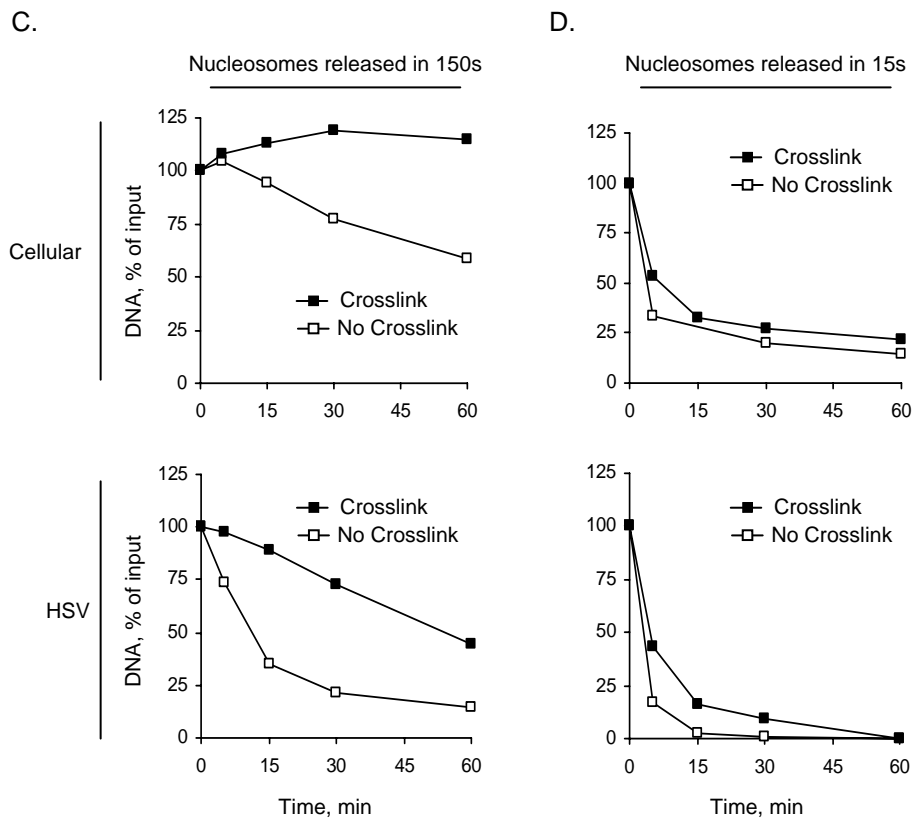 C.
Nucleosomes released in 150s
Cellular
DNA, % of input
125
100
75
50
25
0
Crosslink
No Crosslink
0 15 30 45 60
D.
Nucleosomes released in 15s
125
100
75
50
25
0
Crosslink
No Crosslink
0 15 30 45 60
HSV
DNA, % of input
125
100
75
50
25
0
Crosslink
No Crosslink
0 15 30 45 60
Time, min
125
100
75
50
25
0
Crosslink
No Crosslink
0 15 30 45 60
Time, min